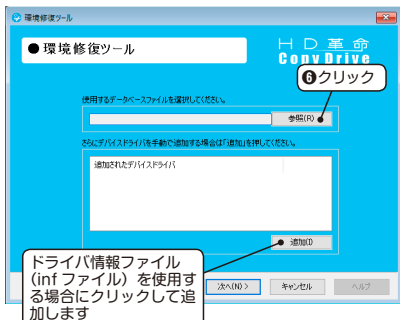 環境修復ツール
●環境修復ツール
HD革命
CopyDrive
❻クリック
使用するデータベースファイルを選択してください。
参照(R)
さらにデバイスドライバを手動で追加する場合は「追加」を押してください。
追加されたデバイスドライバ
追加(I)
ドライバ情報ファイル
(inf ファイル)を使用す
る場合にクリックして追
加します
次へ(N) >
キャンセル
ヘルプ